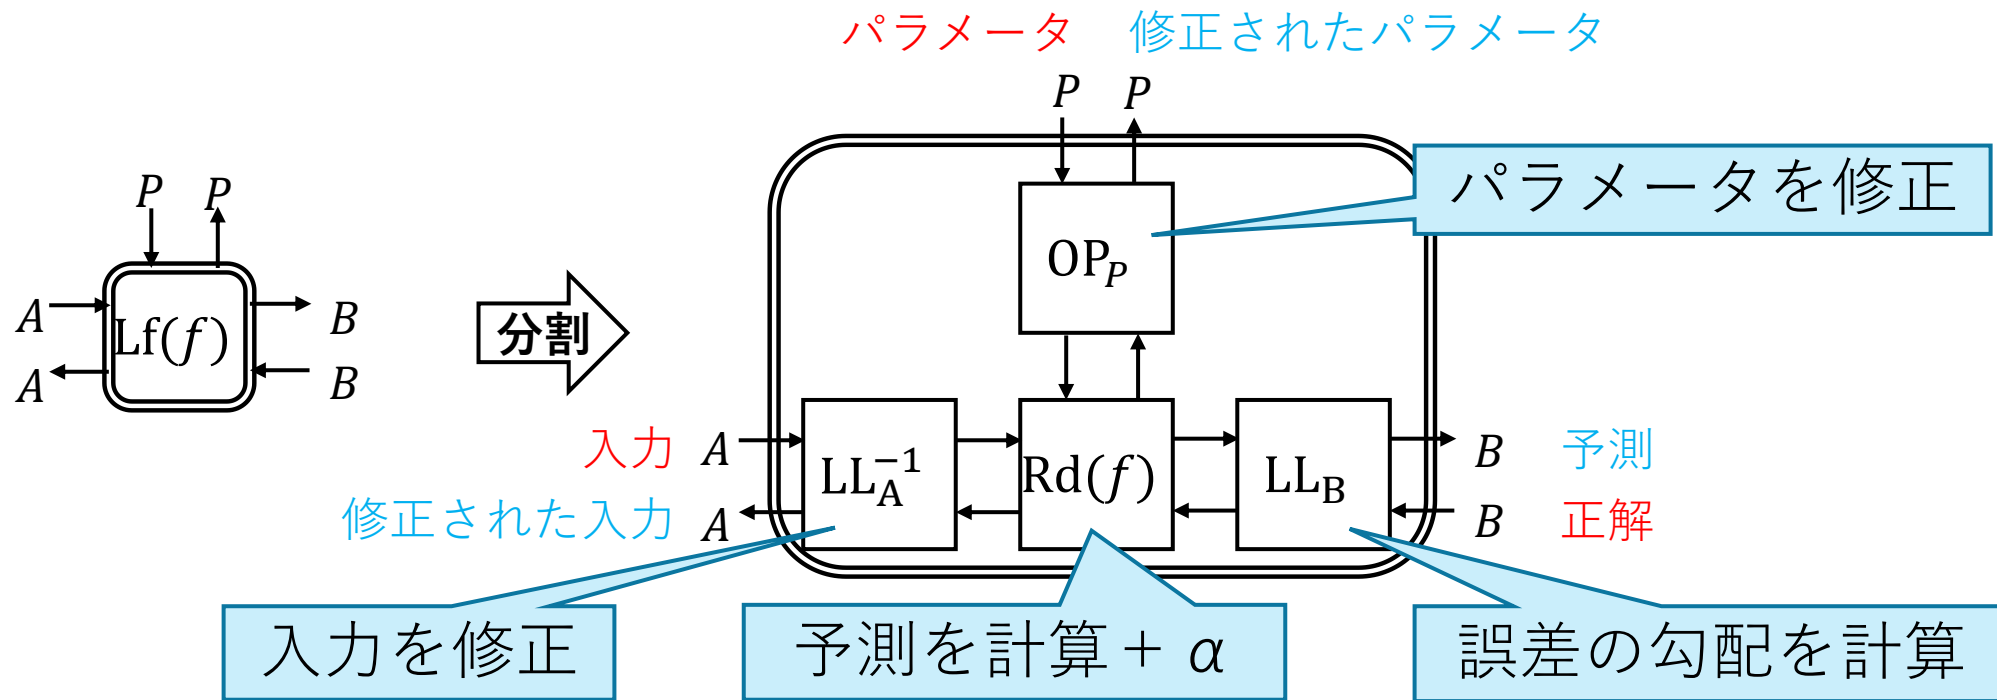 パラメータ 修正されたパラメータ
P P
パラメータを修正
P P
OP_P
A Lf(f) B
A B
分割
入力 A LL_A^{-1} Rd(f) LL_B B 予測
修正された入力 A B 正解
入力を修正 予測を計算+α 誤差の勾配を計算